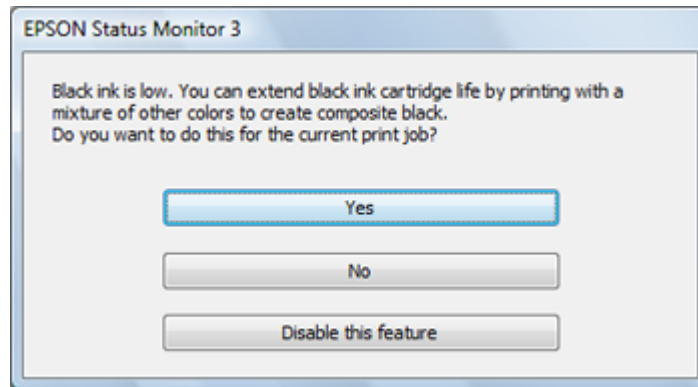 EPSON Status Monitor 3
Black ink is low. You can extend black ink cartridge life by printing with a
mixture of other colors to create composite black.
Do you want to do this for the current print job?
Yes
No
Disable this feature